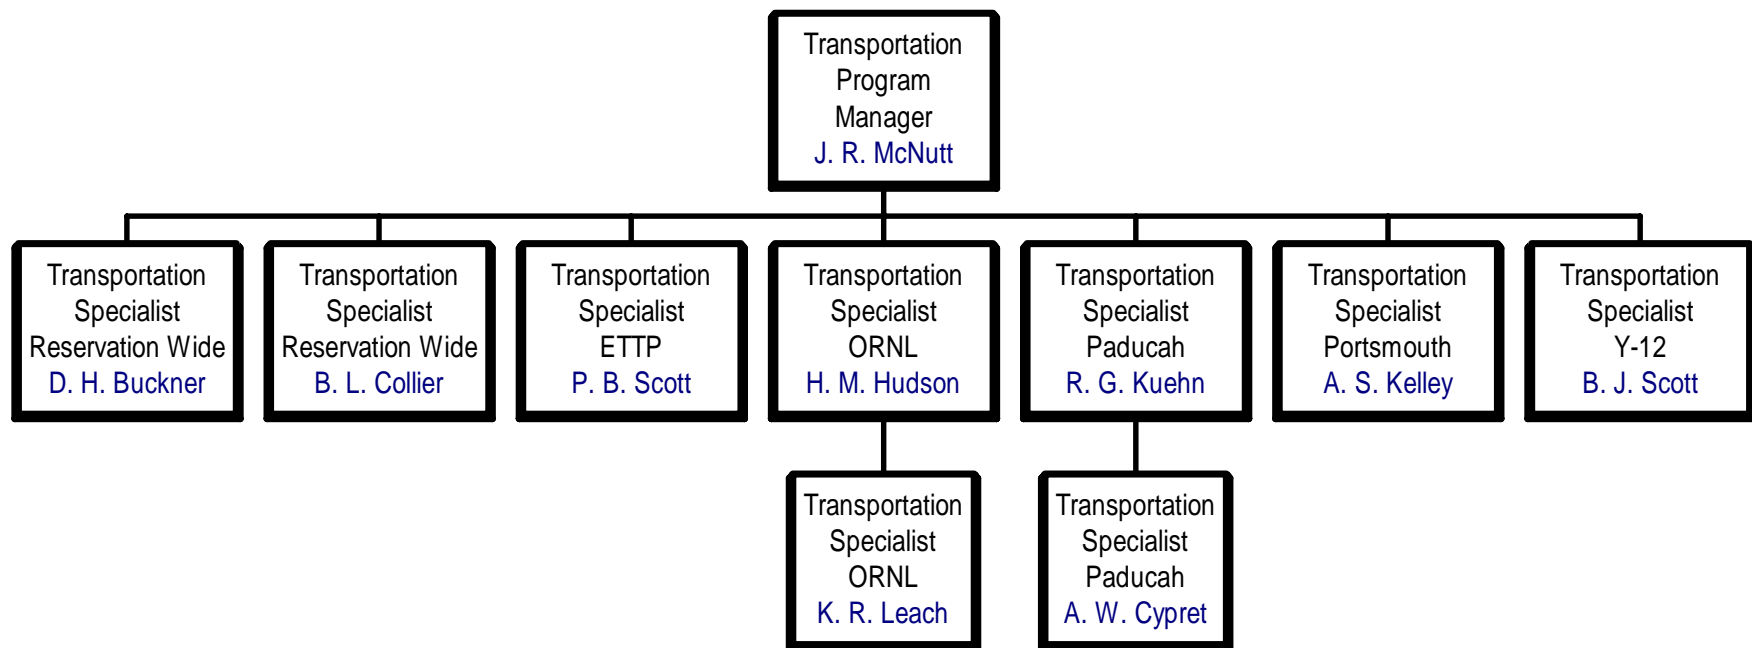 Transportation
Program
Manager
J. R. McNutt
Transportation
Specialist
Reservation Wide
D. H. Buckner
Transportation
Specialist
Reservation Wide
B. L. Collier
Transportation
Specialist
ETTP
P. B. Scott
Transportation
Specialist
ORNL
H. M. Hudson
Transportation
Specialist
Paducah
R. G. Kuehn
Transportation
Specialist
Portsmouth
A. S. Kelley
Transportation
Specialist
Y-12
B. J. Scott
Transportation
Specialist
ORNL
K. R. Leach
Transportation
Specialist
Paducah
A. W. Cypret